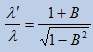 λ'/λ = (1 + B)/√(1 − B²)